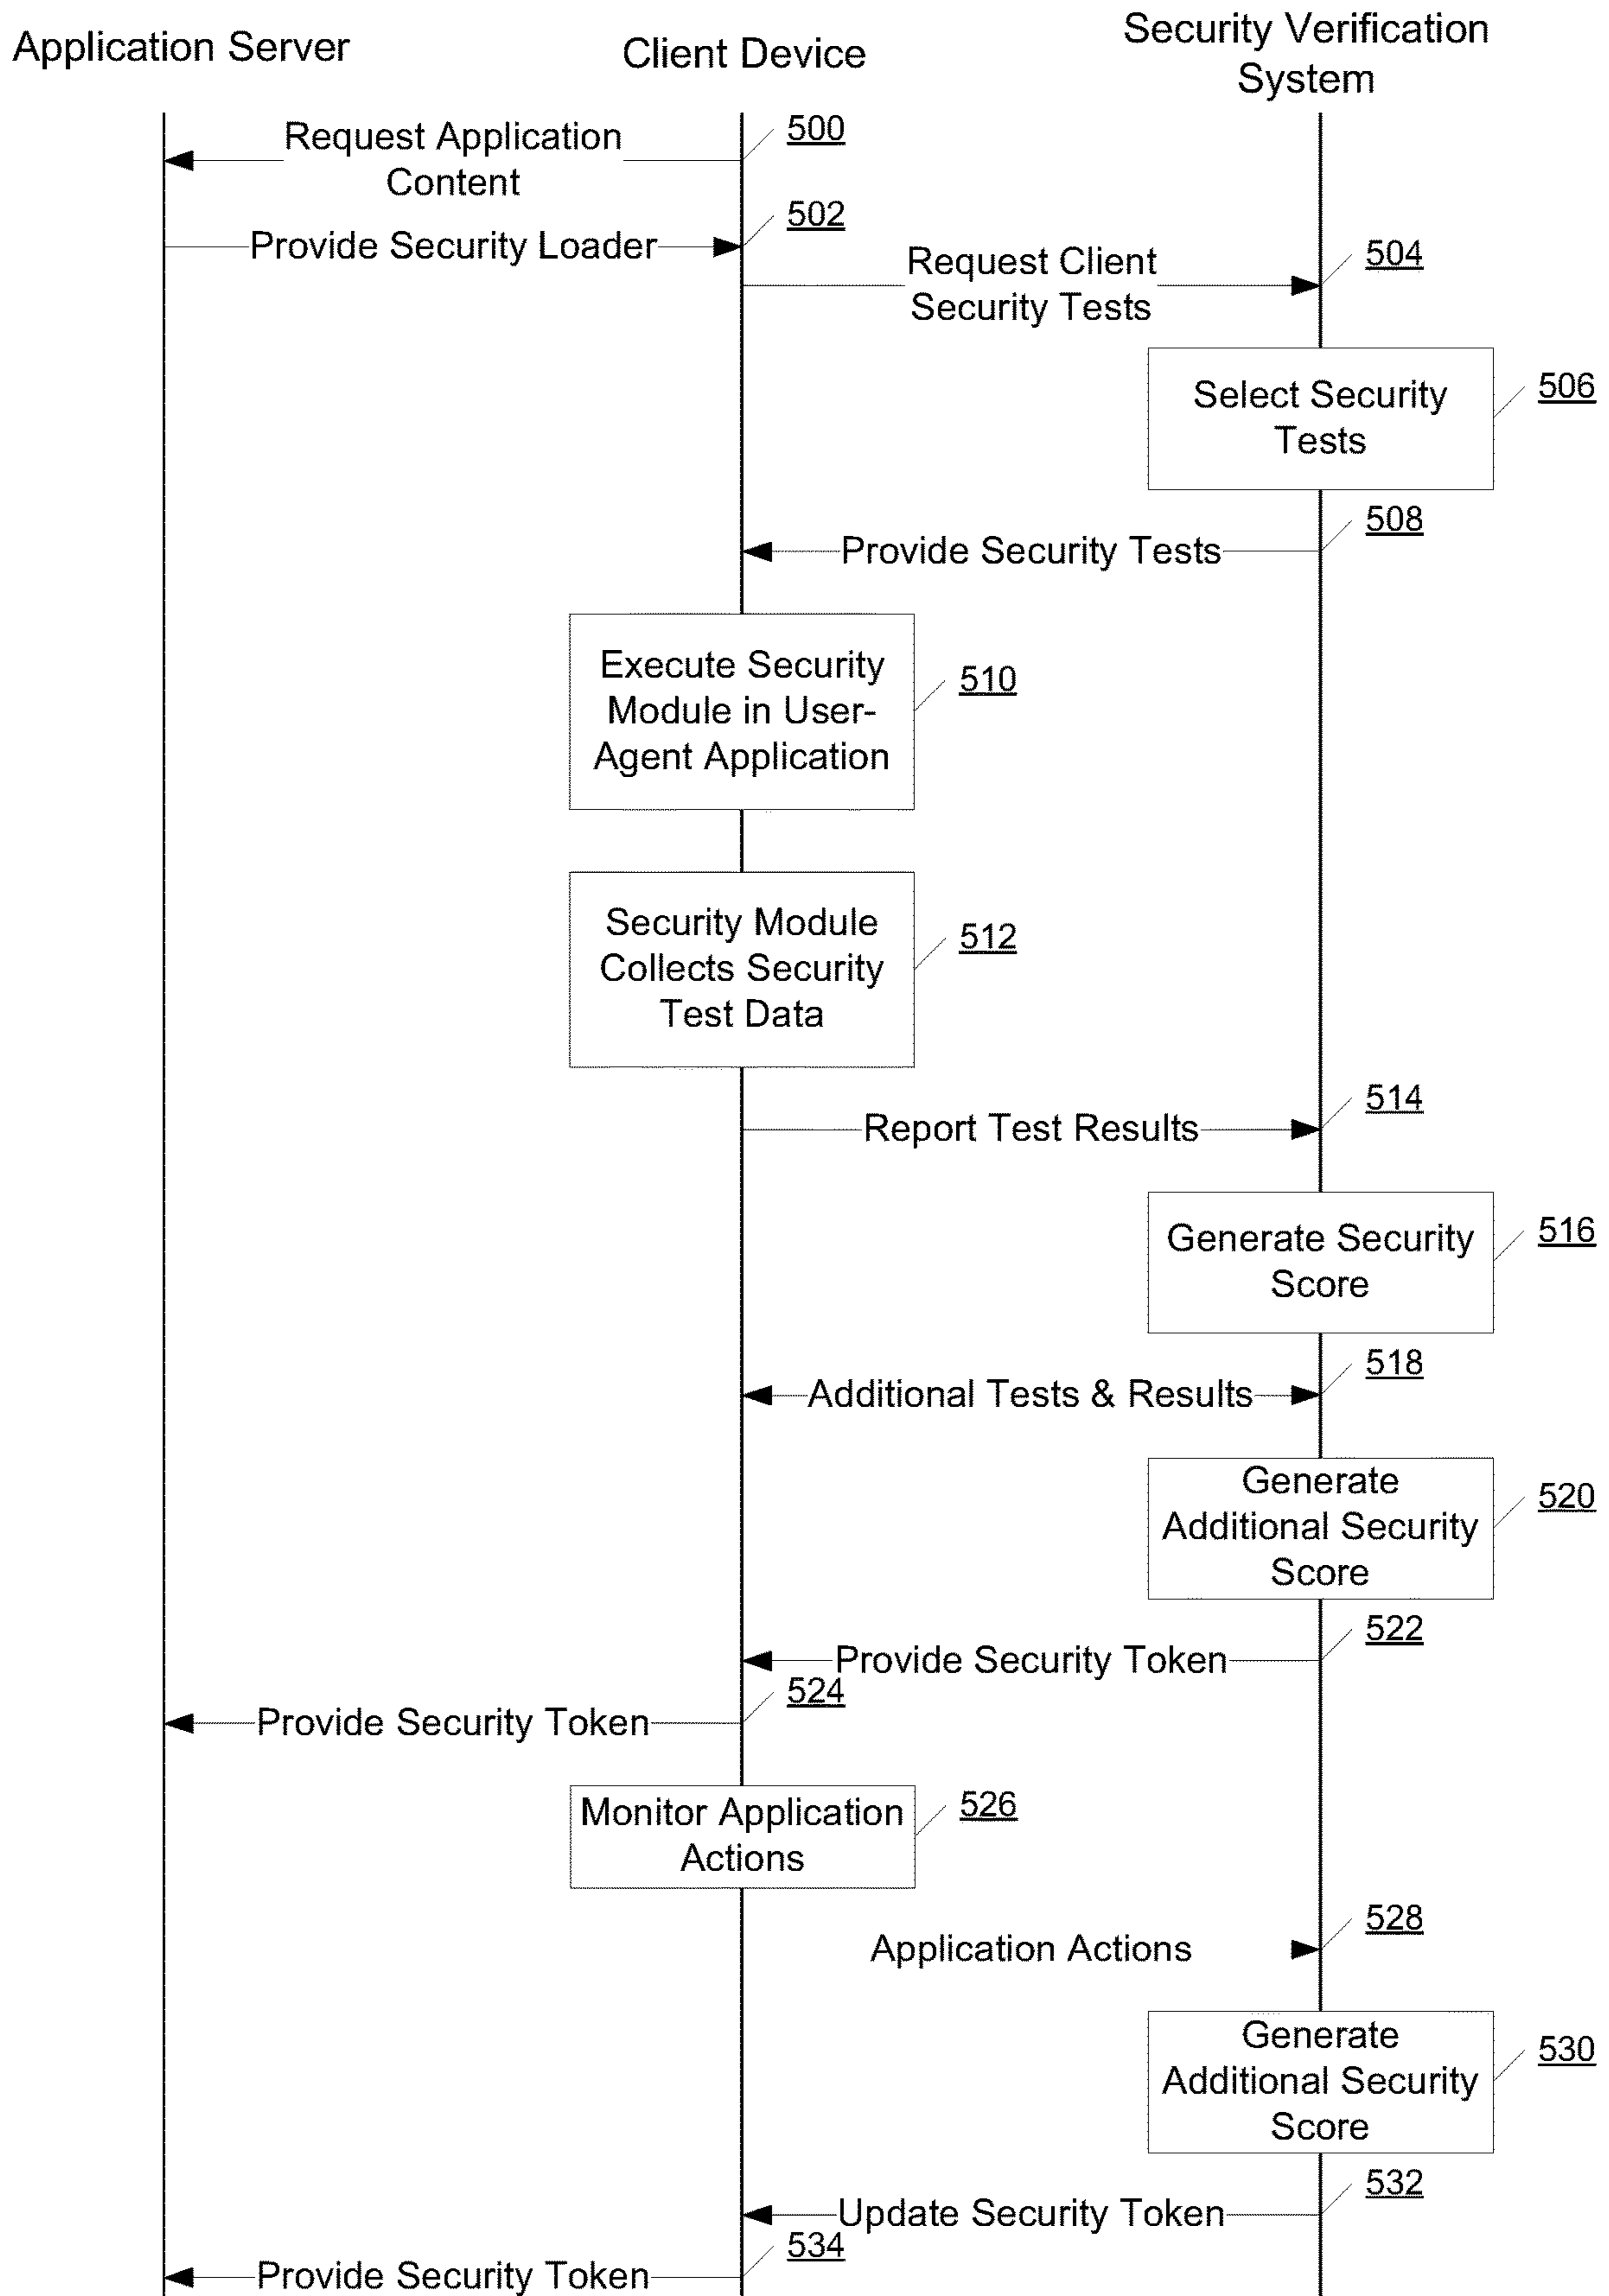 Application Server
Client Device
Security Verification
System
Request Application
Content
500
Provide Security Loader
502
Request Client
Security Tests
504
Select Security
Tests
506
Provide Security Tests
508
Execute Security
Module in User-
Agent Application
510
Security Module
Collects Security
Test Data
512
Report Test Results
514
Generate Security
Score
516
Additional Tests & Results
518
Generate
Additional Security
Score
520
Provide Security Token
522
Provide Security Token
524
Monitor Application
Actions
526
Application Actions
528
Generate
Additional Security
Score
530
Update Security Token
532
Provide Security Token
534